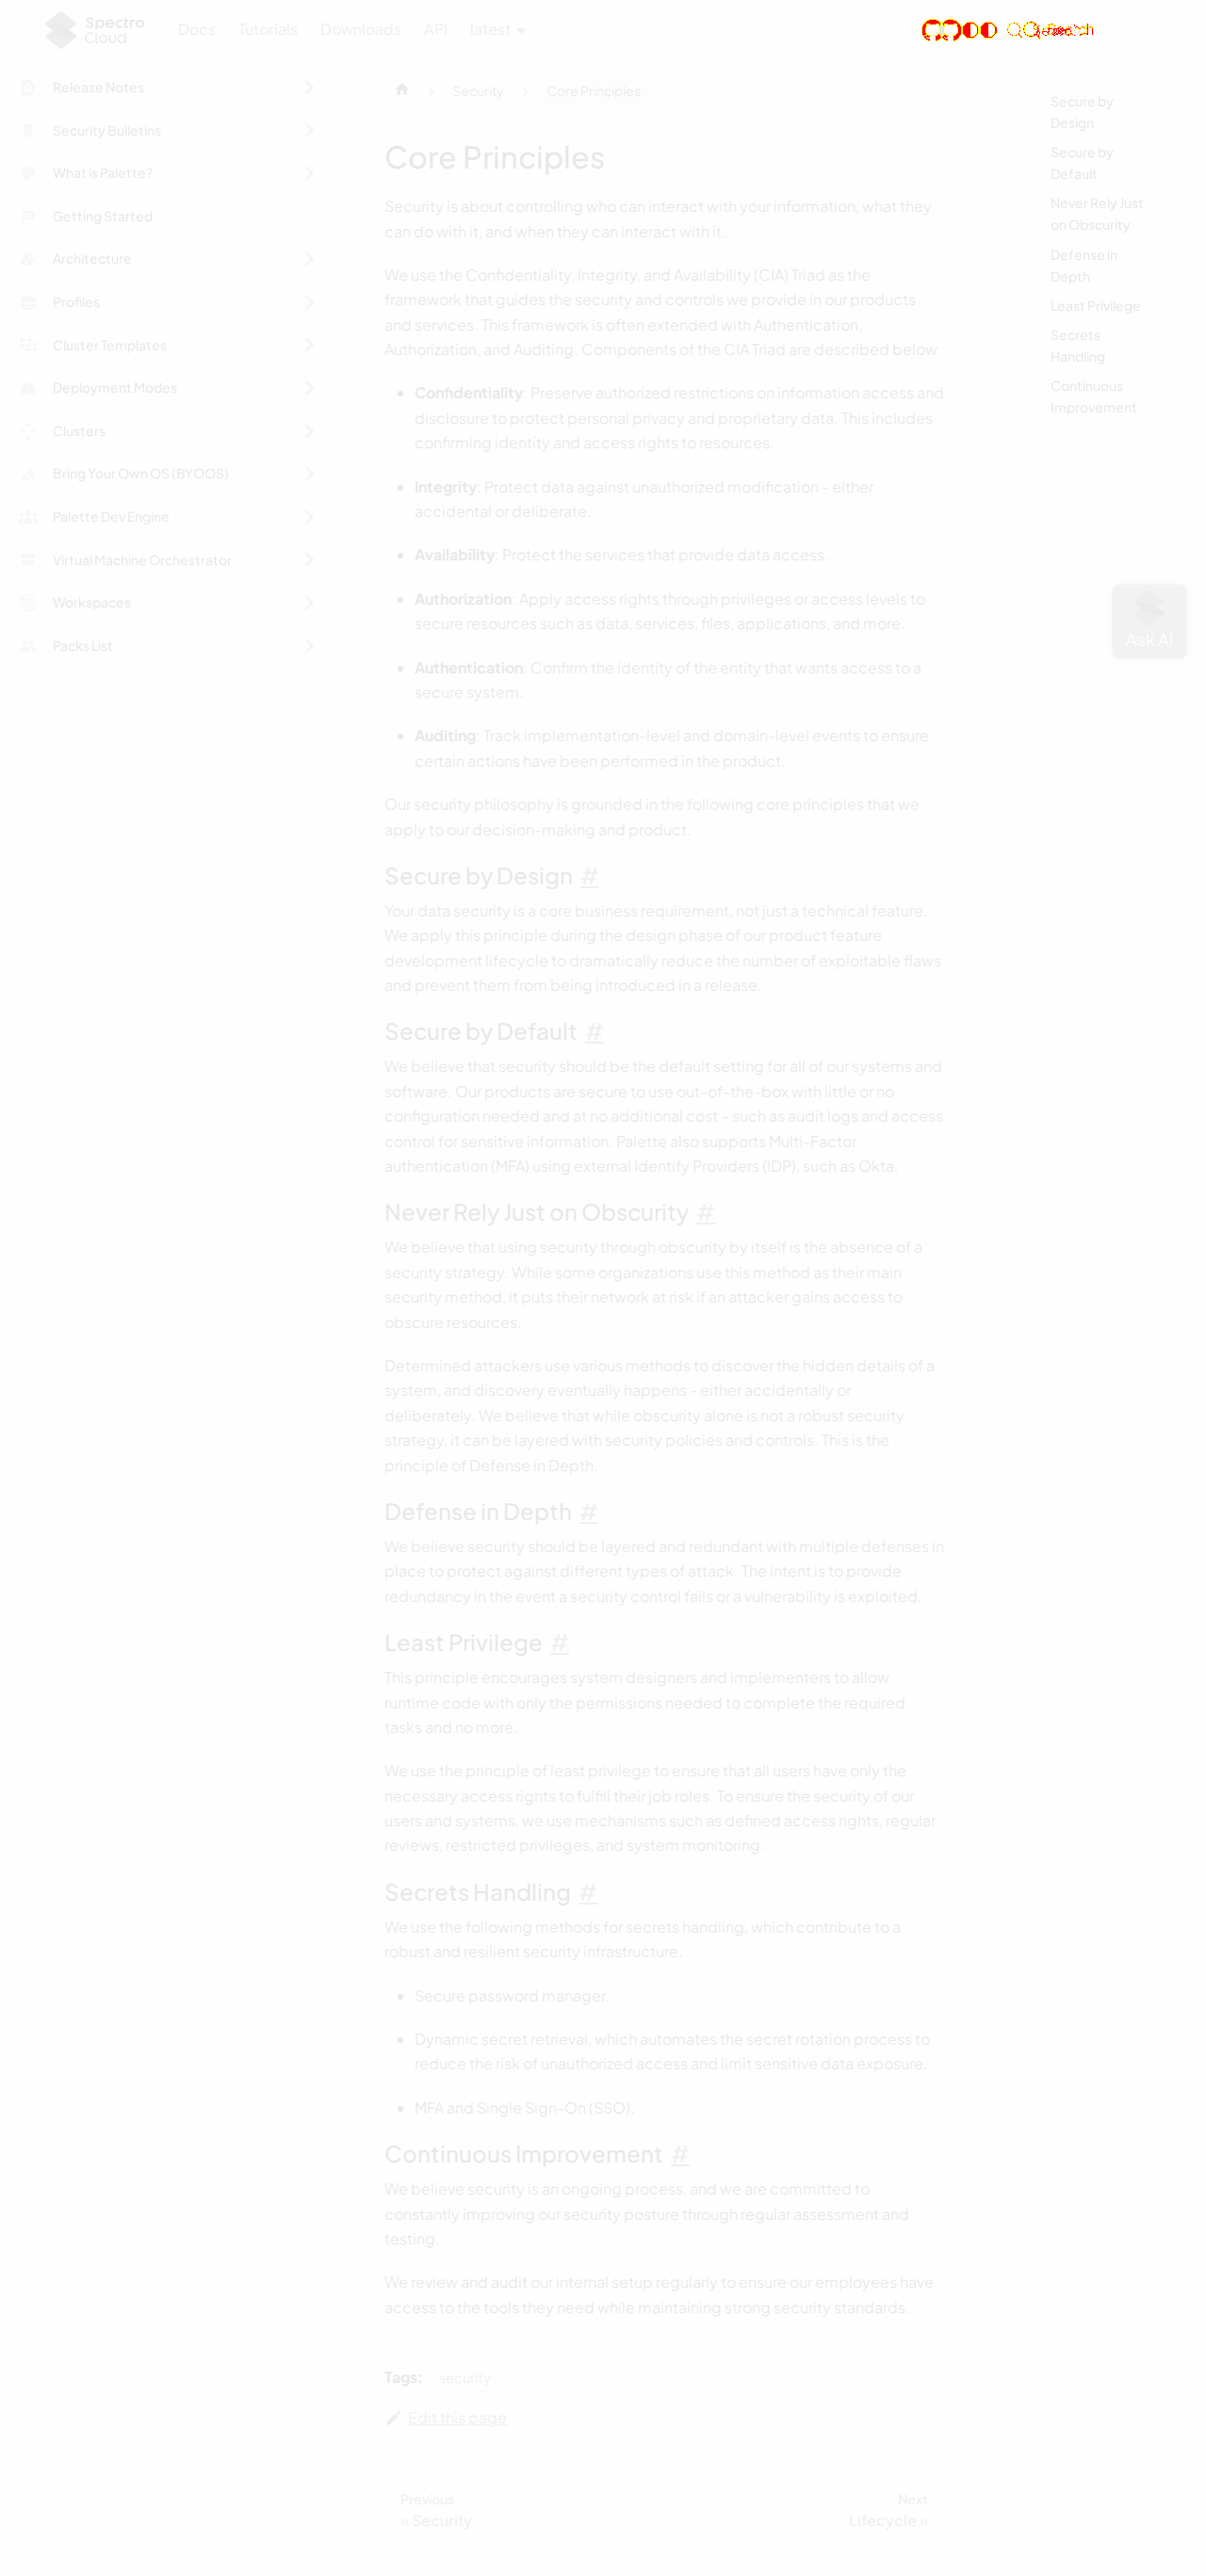 Spectro
Cloud
Docs
Tutorials
Downloads
API
latest
Release Notes
Security Bulletins
What is Palette?
Getting Started
Architecture
Profiles
Cluster Templates
Deployment Modes
Clusters
Bring Your Own OS (BYOOS)
Palette Dev Engine
Virtual Machine Orchestrator
Workspaces
Packs List
Security
Core Principles
Core Principles
Security is about controlling who can interact with your information, what they
can do with it, and when they can interact with it.
We use the Confidentiality, Integrity, and Availability (CIA) Triad as the
framework that guides the security and controls we provide in our products
and services. This framework is often extended with Authentication,
Authorization, and Auditing. Components of the CIA Triad are described below.
Confidentiality: Preserve authorized restrictions on information access and
disclosure to protect personal privacy and proprietary data. This includes
confirming identity and access rights to resources.
Integrity: Protect data against unauthorized modification - either
accidental or deliberate.
Availability: Protect the services that provide data access.
Authorization: Apply access rights through privileges or access levels to
secure resources such as data, services, files, applications, and more.
Authentication: Confirm the identity of the entity that wants access to a
secure system.
Auditing: Track implementation-level and domain-level events to ensure
certain actions have been performed in the product.
Our security philosophy is grounded in the following core principles that we
apply to our decision-making and product.
Secure by Design #
Your data security is a core business requirement, not just a technical feature.
We apply this principle during the design phase of our product feature
development lifecycle to dramatically reduce the number of exploitable flaws
and prevent them from being introduced in a release.
Secure by Default #
We believe that security should be the default setting for all of our systems and
software. Our products are secure to use out-of-the-box with little or no
configuration needed and at no additional cost - such as audit logs and access
control for sensitive information. Palette also supports Multi-Factor
authentication (MFA) using external Identify Providers (IDP), such as Okta.
Never Rely Just on Obscurity #
We believe that using security through obscurity by itself is the absence of a
security strategy. While some organizations use this method as their main
security method, it puts their network at risk if an attacker gains access to
obscure resources.
Determined attackers use various methods to discover the hidden details of a
system, and discovery eventually happens - either accidentally or
deliberately. We believe that while obscurity alone is not a robust security
strategy, it can be layered with security policies and controls. This is the
principle of Defense in Depth.
Defense in Depth #
We believe security should be layered and redundant with multiple defenses in
place to protect against different types of attack. The intent is to provide
redundancy in the event a security control fails or a vulnerability is exploited.
Least Privilege #
This principle encourages system designers and implementers to allow
runtime code with only the permissions needed to complete the required
tasks and no more.
We use the principle of least privilege to ensure that all users have only the
necessary access rights to fulfill their job roles. To ensure the security of our
users and systems, we use mechanisms such as defined access rights, regular
reviews, restricted privileges, and system monitoring.
Secrets Handling #
We use the following methods for secrets handling, which contribute to a
robust and resilient security infrastructure.
Secure password manager.
Dynamic secret retrieval, which automates the secret rotation process to
reduce the risk of unauthorized access and limit sensitive data exposure.
MFA and Single Sign-On (SSO).
Continuous Improvement #
We believe security is an ongoing process, and we are committed to
constantly improving our security posture through regular assessment and
testing.
We review and audit our internal setup regularly to ensure our employees have
access to the tools they need while maintaining strong security standards.
Tags: security
Edit this page
Previous
« Security
Next
Lifecycle »
Secure by
Design
Secure by
Default
Never Rely Just
on Obscurity
Defense in
Depth
Least Privilege
Secrets
Handling
Continuous
Improvement
Ask AI